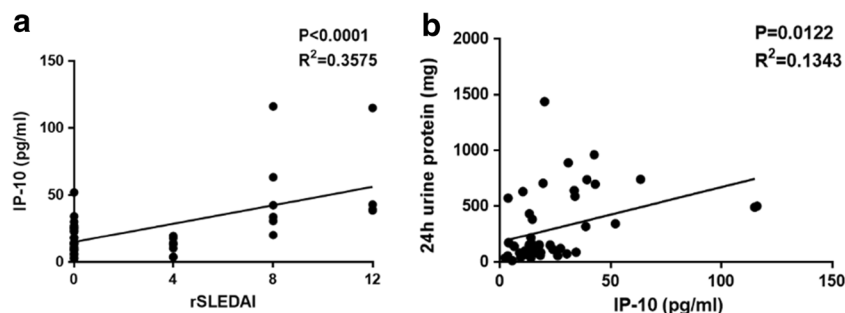 a
P<0.0001
R²=0.3575
150
100
50
0
IP-10 (pg/ml)
0 4 8 12
rSLEDAI
b
P=0.0122
R²=0.1343
2000
1500
1000
500
0
24h urine protein (mg)
0 50 100 150
IP-10 (pg/ml)